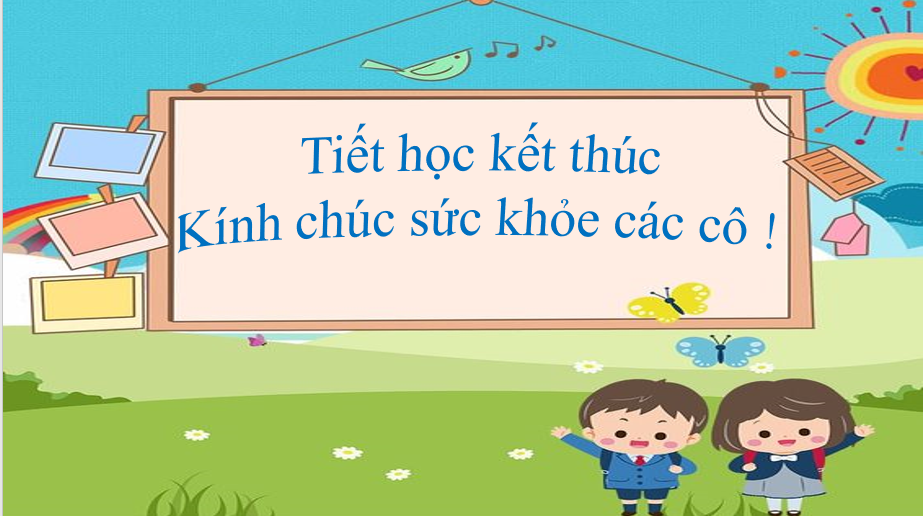 Tiết học kết thúc
Kính chúc sức khỏe các cô !